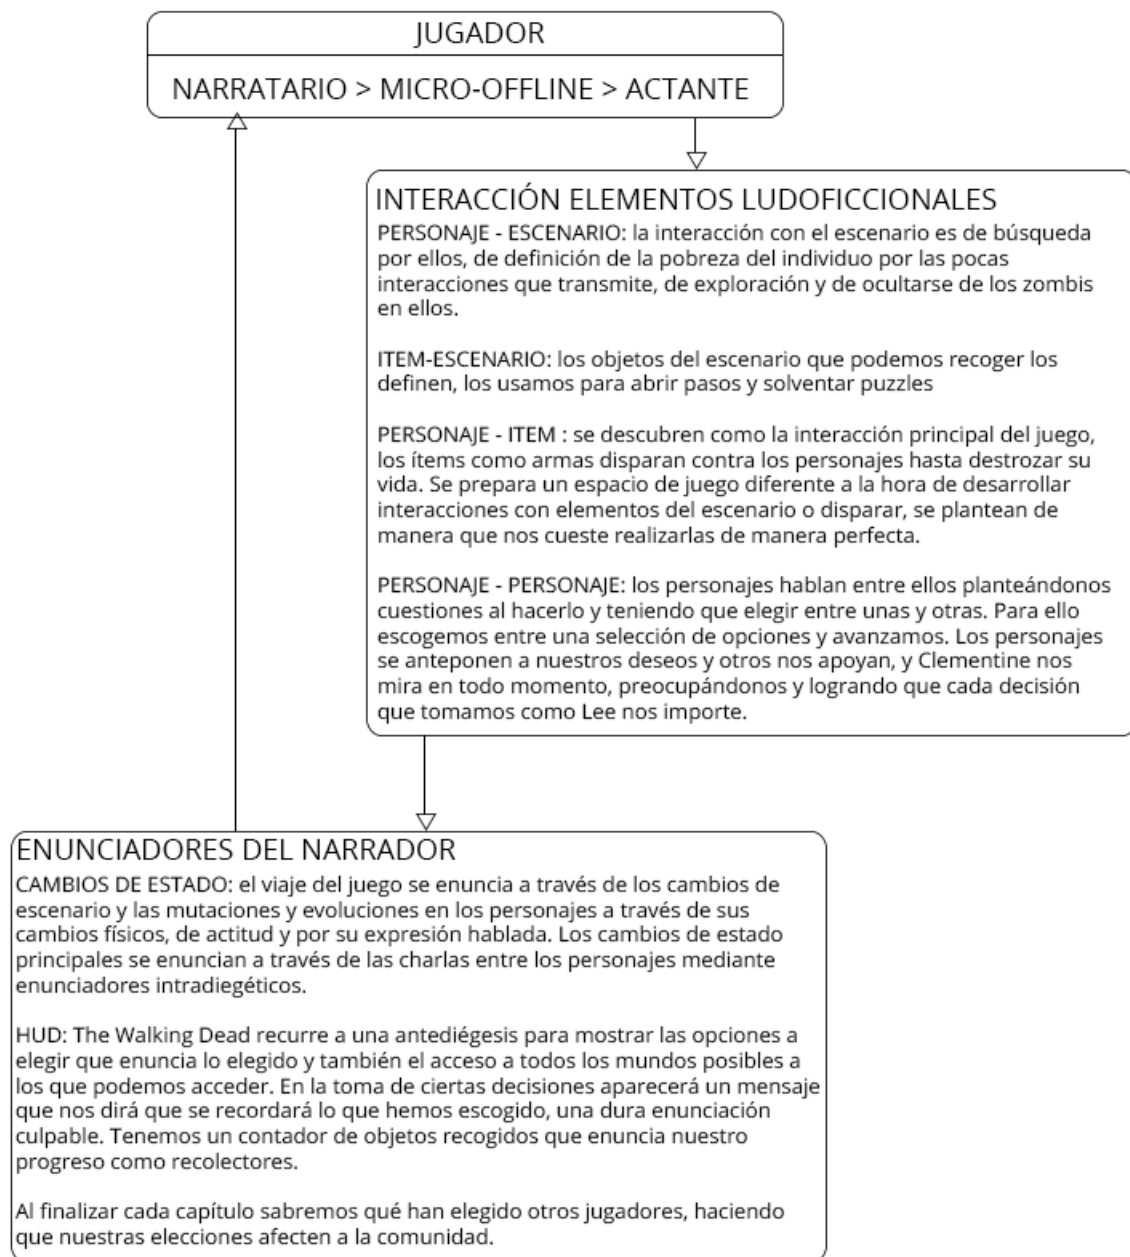 JUGADOR
NARRATARIO > MICRO-OFFLINE > ACTANTE
INTERACCIÓN ELEMENTOS LUDOFICCIONALES
PERSONAJE - ESCENARIO: la interacción con el escenario es de búsqueda
por ellos, de definición de la pobreza del individuo por las pocas
interacciones que transmite, de exploración y de ocultarse de los zombis
en ellos.
ITEM-ESCENARIO: los objetos del escenario que podemos recoger los
definen, los usamos para abrir pasos y solventar puzzles
PERSONAJE - ITEM : se descubren como la interacción principal del juego,
los ítems como armas disparan contra los personajes hasta destrozar su
vida. Se prepara un espacio de juego diferente a la hora de desarrollar
interacciones con elementos del escenario o disparar, se plantean de
manera que nos cueste realizarlas de manera perfecta.
PERSONAJE - PERSONAJE: los personajes hablan entre ellos planteándonos
cuestiones al hacerlo y teniendo que elegir entre unas y otras. Para ello
escogemos entre una selección de opciones y avanzamos. Los personajes
se anteponen a nuestros deseos y otros nos apoyan, y Clementine nos
mira en todo momento, preocupándonos y logrando que cada decisión
que tomamos como Lee nos importe.
ENUNCIADORES DEL NARRADOR
CAMBIOS DE ESTADO: el viaje del juego se enuncia a través de los cambios de
escenario y las mutaciones y evoluciones en los personajes a través de sus
cambios físicos, de actitud y por su expresión hablada. Los cambios de estado
principales se enuncian a través de las charlas entre los personajes mediante
enunciadores intradiegéticos.
HUD: The Walking Dead recurre a una antediégesis para mostrar las opciones a
elegir que enuncia lo elegido y también el acceso a todos los mundos posibles a
los que podemos acceder. En la toma de ciertas decisiones aparecerá un mensaje
que nos dirá que se recordará lo que hemos escogido, una dura enunciación
culpable. Tenemos un contador de objetos recogidos que enuncia nuestro
progreso como recolectores.
Al finalizar cada capítulo sabremos qué han elegido otros jugadores, haciendo
que nuestras elecciones afecten a la comunidad.